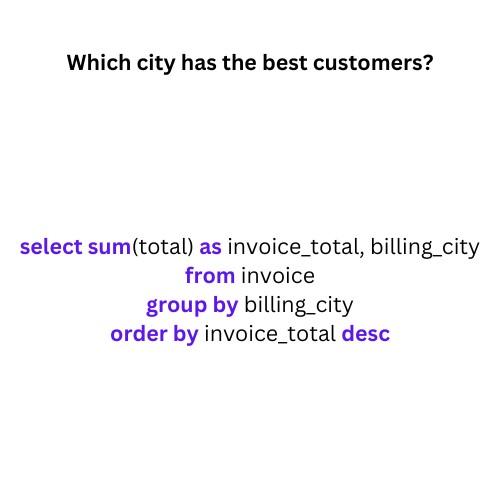 Which city has the best customers?
select sum(total) as invoice_total, billing_city
from invoice
group by billing_city
order by invoice_total desc